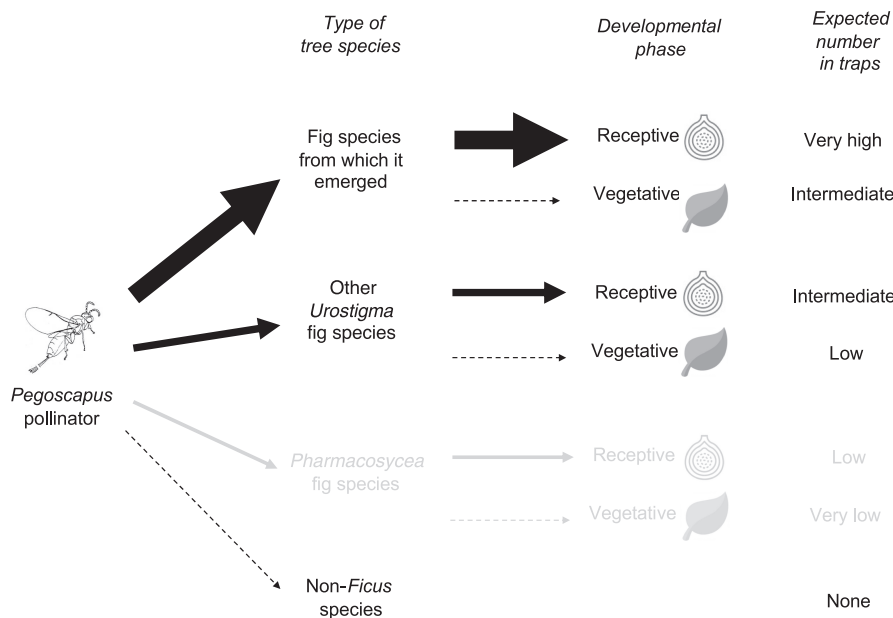 Type of
tree species
Developmental
phase
Expected
number
in traps
Fig species
from which it
emerged
Receptive
Very high
Vegetative
Intermediate
Other
Urostigma
fig species
Receptive
Intermediate
Vegetative
Low
Pegoscapus
pollinator
Pharmacosycea
fig species
Receptive
Low
Vegetative
Very low
Non-Ficus
species
None